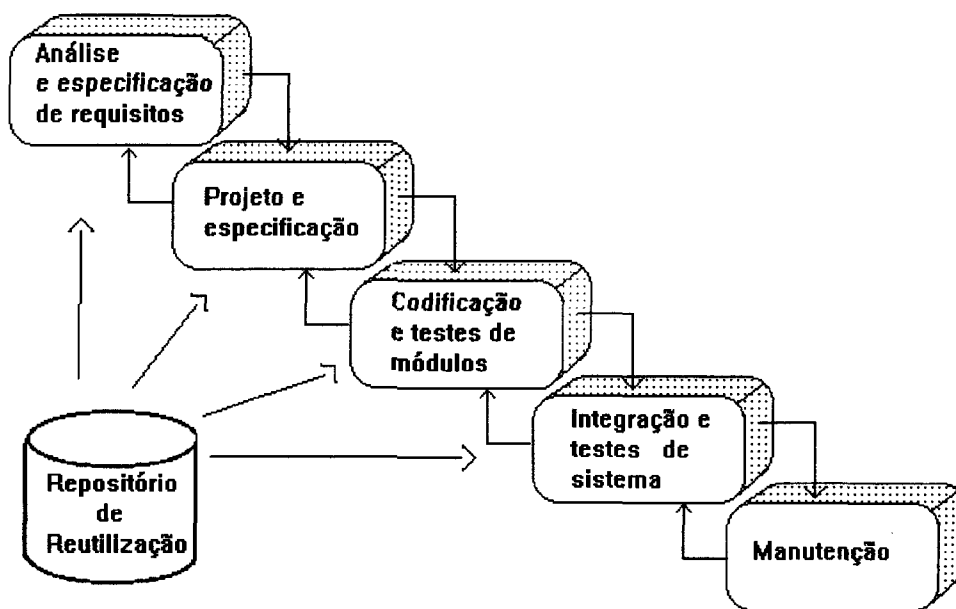 Análise
e especificação
de requisitos
Projeto e
especificação
Codificação
e testes de
módulos
Integração e
testes de
sistema
Manutenção
Repositório
de
Reutilização